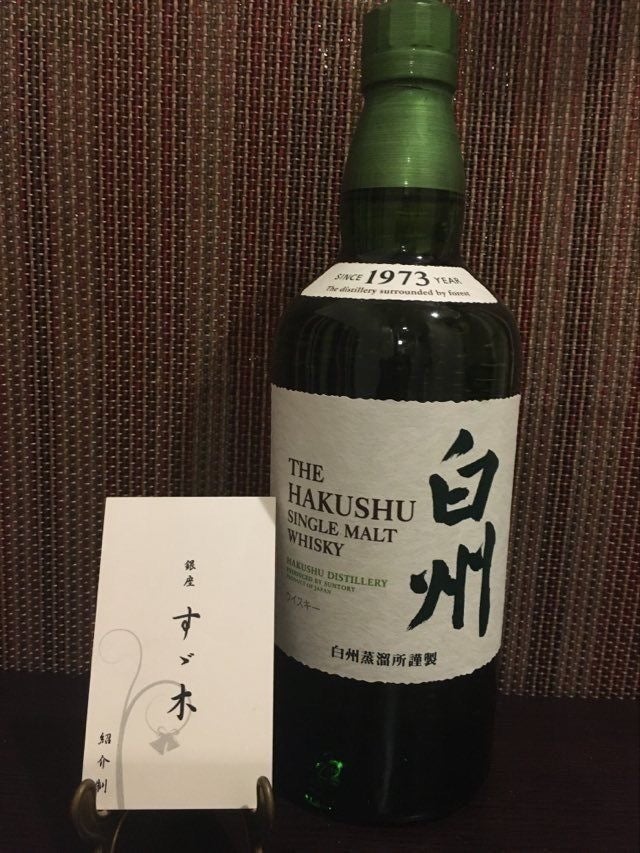 SINCE 1973 YEAR
The distillery surrounded by forest
THE
HAKUSHU
SINGLE MALT
WHISKY
HAKUSHU DISTILLERY
PRODUCED BY SUNTORY
PRODUCT OF JAPAN
ウイスキー
白州
白州蒸溜所謹製
銀座
すゞ木
紹介制